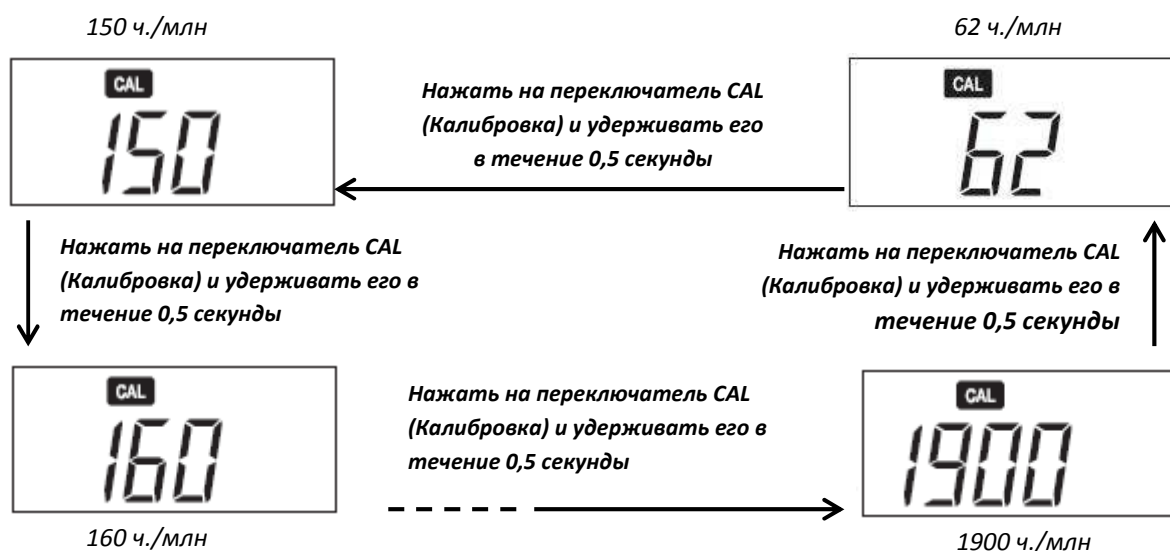 150 ч./млн
62 ч./млн
CAL
150
Нажать на переключатель CAL
(Калибровка) и удерживать его
в течение 0,5 секунды
CAL
62
Нажать на переключатель CAL
(Калибровка) и удерживать его в
течение 0,5 секунды
Нажать на переключатель CAL
(Калибровка) и удерживать его в
течение 0,5 секунды
CAL
160
Нажать на переключатель CAL
(Калибровка) и удерживать его в
течение 0,5 секунды
CAL
1900
160 ч./млн
1900 ч./млн